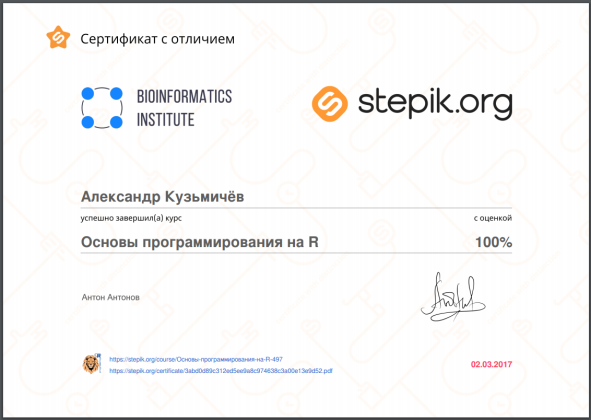 Сертификат с отличием
BIOINFORMATICS
INSTITUTE
stepik.org
Александр Кузьмичёв
успешно завершил(а) курс с оценкой
Основы программирования на R 100%
Антон Антонов
https://stepik.org/course/Основы-программирования-на-R-497
https://stepik.org/certificate/3abd0d89c312ed5ee9a8c974638c3a00e13e9d52.pdf
02.03.2017